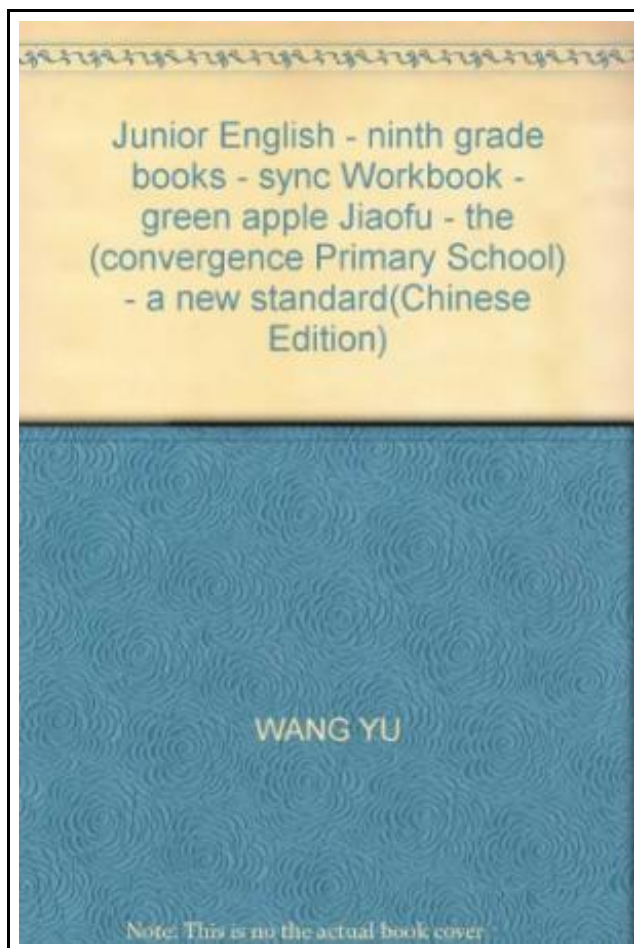 Junior English - ninth grade
books - sync Workbook -
green apple Jiaofu - the
(convergence Primary School)
- a new standard(Chinese
Edition)
WANG YU
Note: This is no the actual book cover